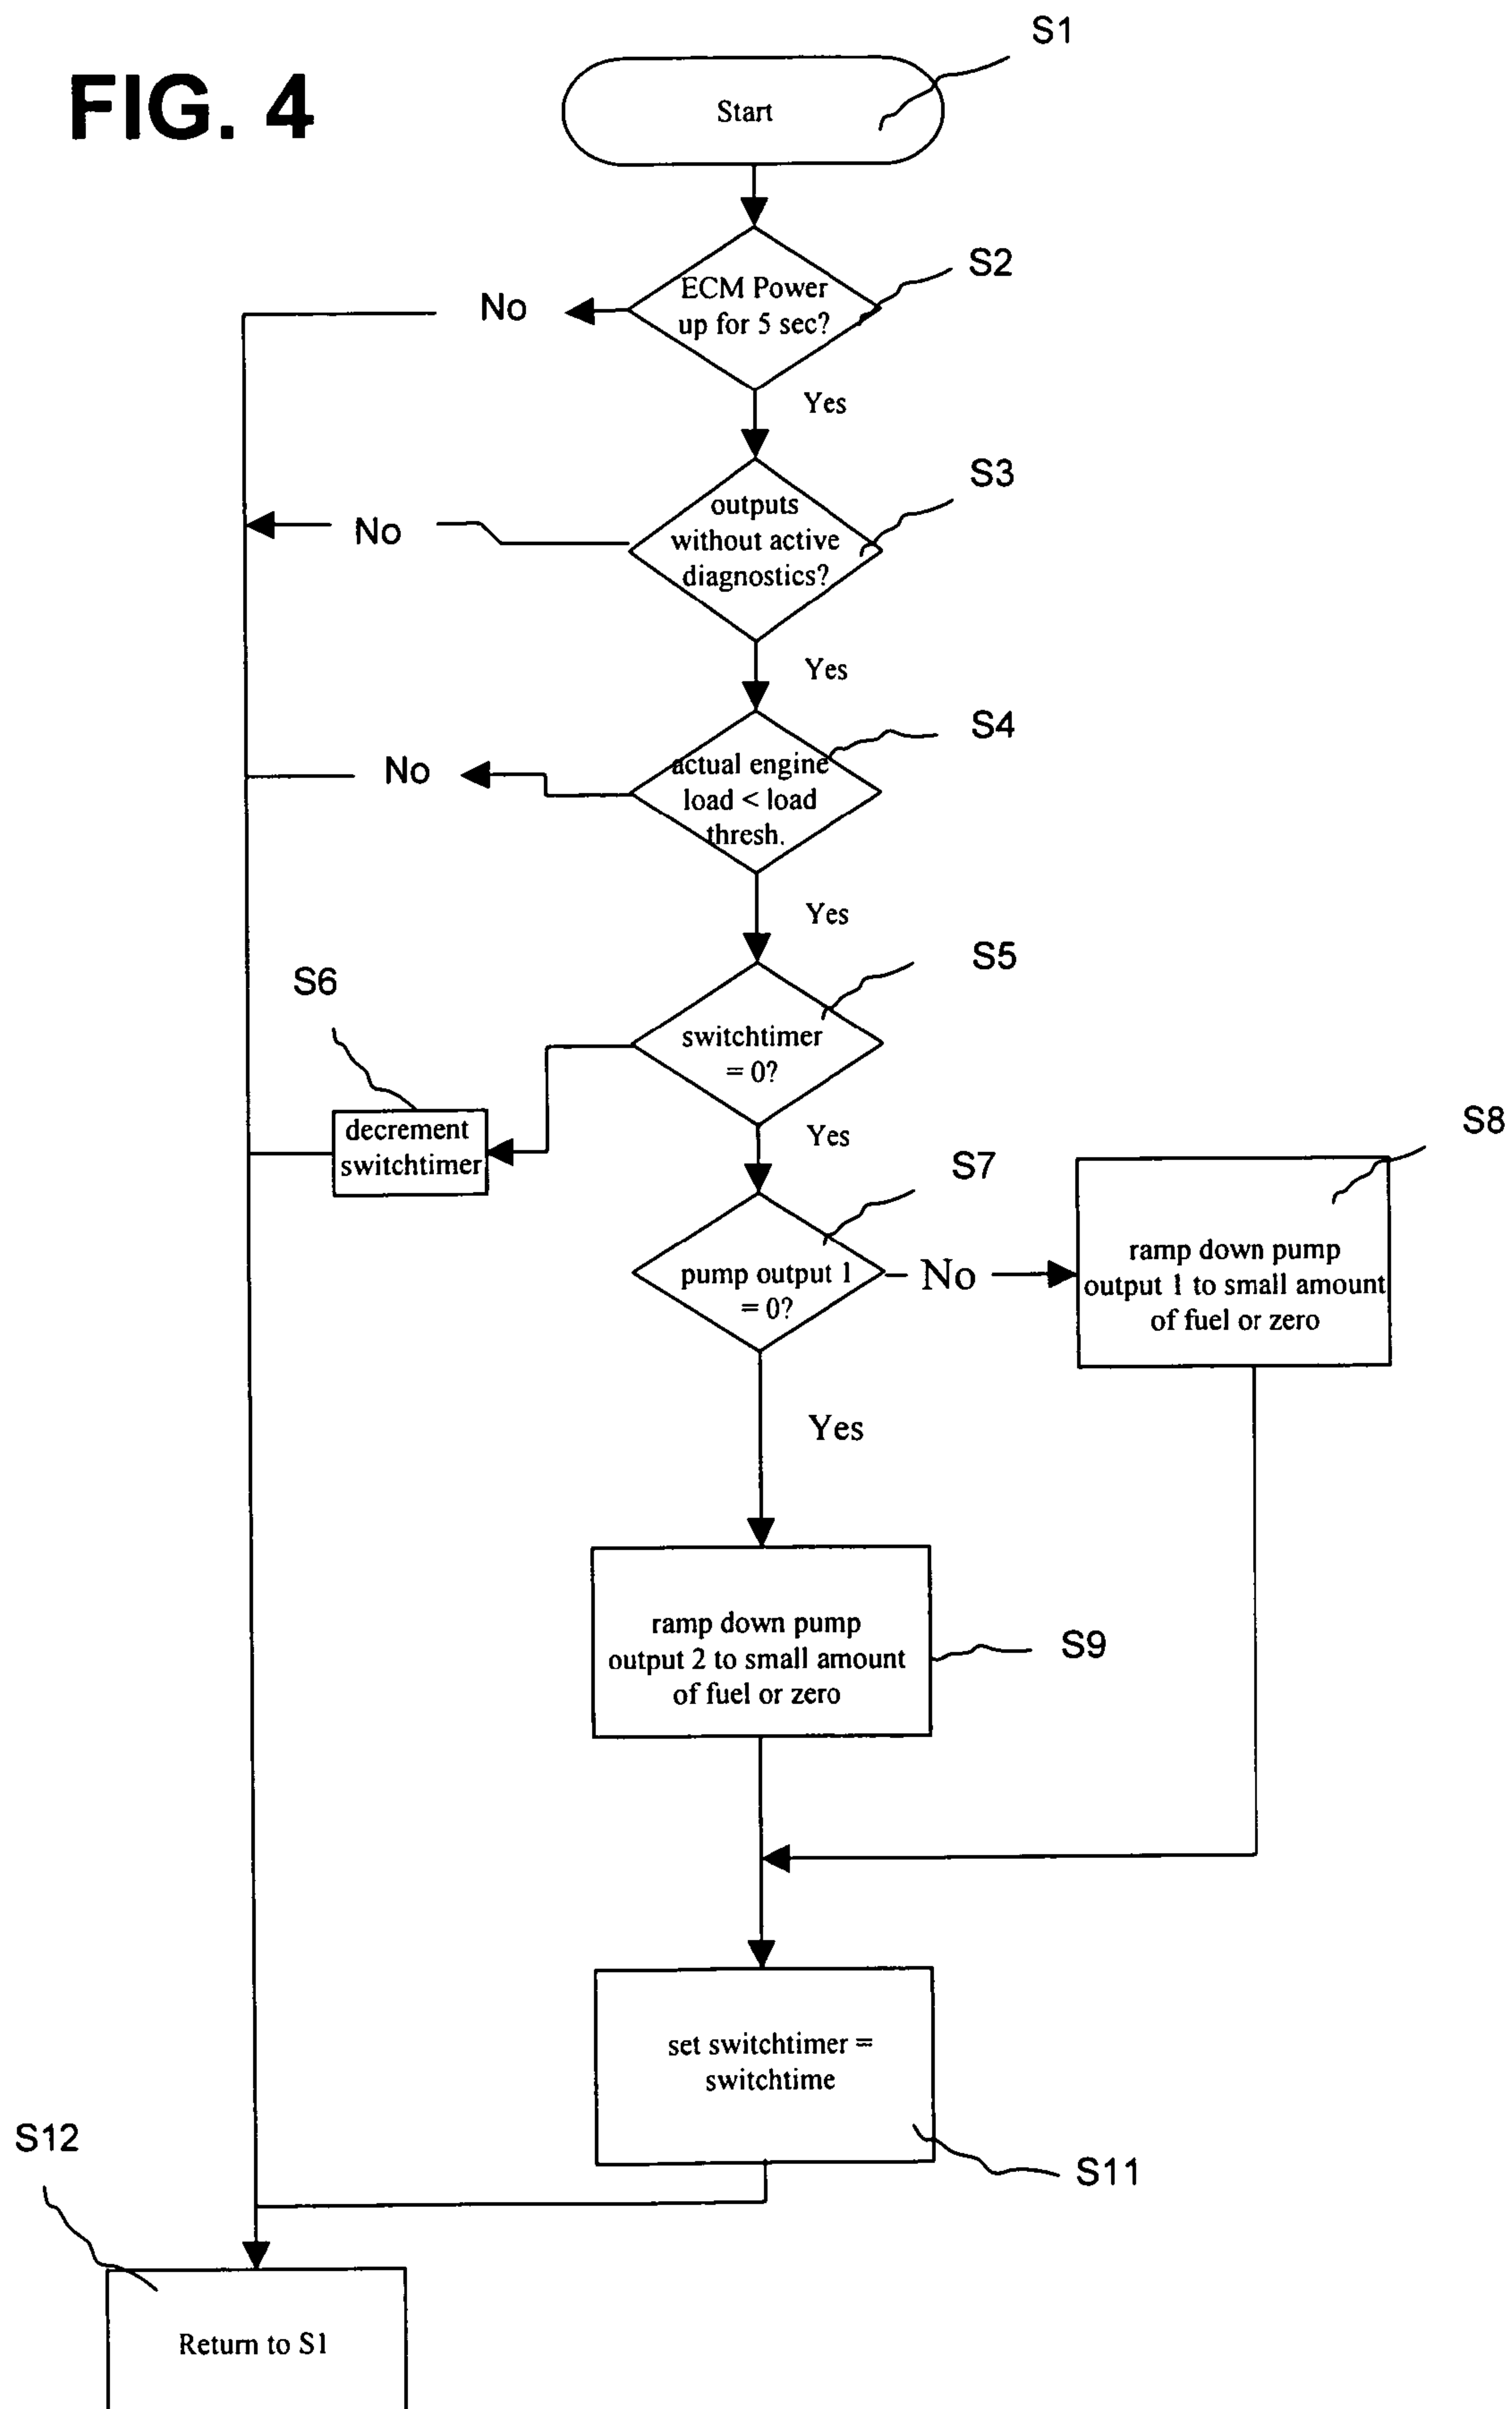 FIG. 4
S1
Start
S2
ECM Power
up for 5 sec?
No
Yes
S3
outputs
without active
diagnostics?
No
Yes
S4
actual engine
load < load
thresh.
No
Yes
S5
switchtimer
= 0?
S6
decrement
switchtimer
Yes
S7
pump output 1
= 0?
No
S8
ramp down pump
output 1 to small amount
of fuel or zero
Yes
ramp down pump
output 2 to small amount
of fuel or zero
S9
set switchtimer =
switchtime
S11
S12
Return to S1